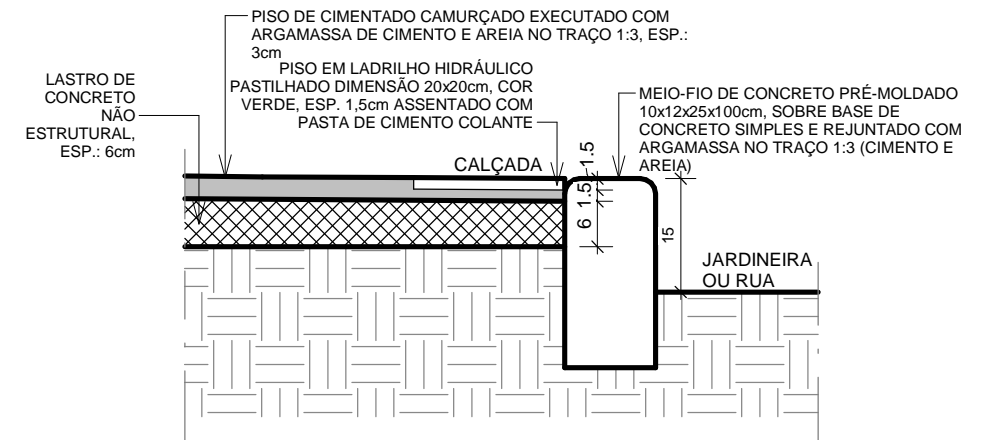 PISO DE CIMENTADO CAMURÇADO EXECUTADO COM
ARGAMASSA DE CIMENTO E AREIA NO TRAÇO 1:3, ESP.:
3cm
PISO EM LADRILHO HIDRÁULICO
PASTILHADO DIMENSÃO 20x20cm, COR
VERDE, ESP. 1,5cm ASSENTADO COM
PASTA DE CIMENTO COLANTE
LASTRO DE
CONCRETO
NÃO
ESTRUTURAL,
ESP.: 6cm
MEIO-FIO DE CONCRETO PRÉ-MOLDADO
10x12x25x100cm, SOBRE BASE DE
CONCRETO SIMPLES E REJUNTADO COM
ARGAMASSA NO TRAÇO 1:3 (CIMENTO E
AREIA)
CALÇADA
1.5
1.5
6
15
JARDINEIRA
OU RUA